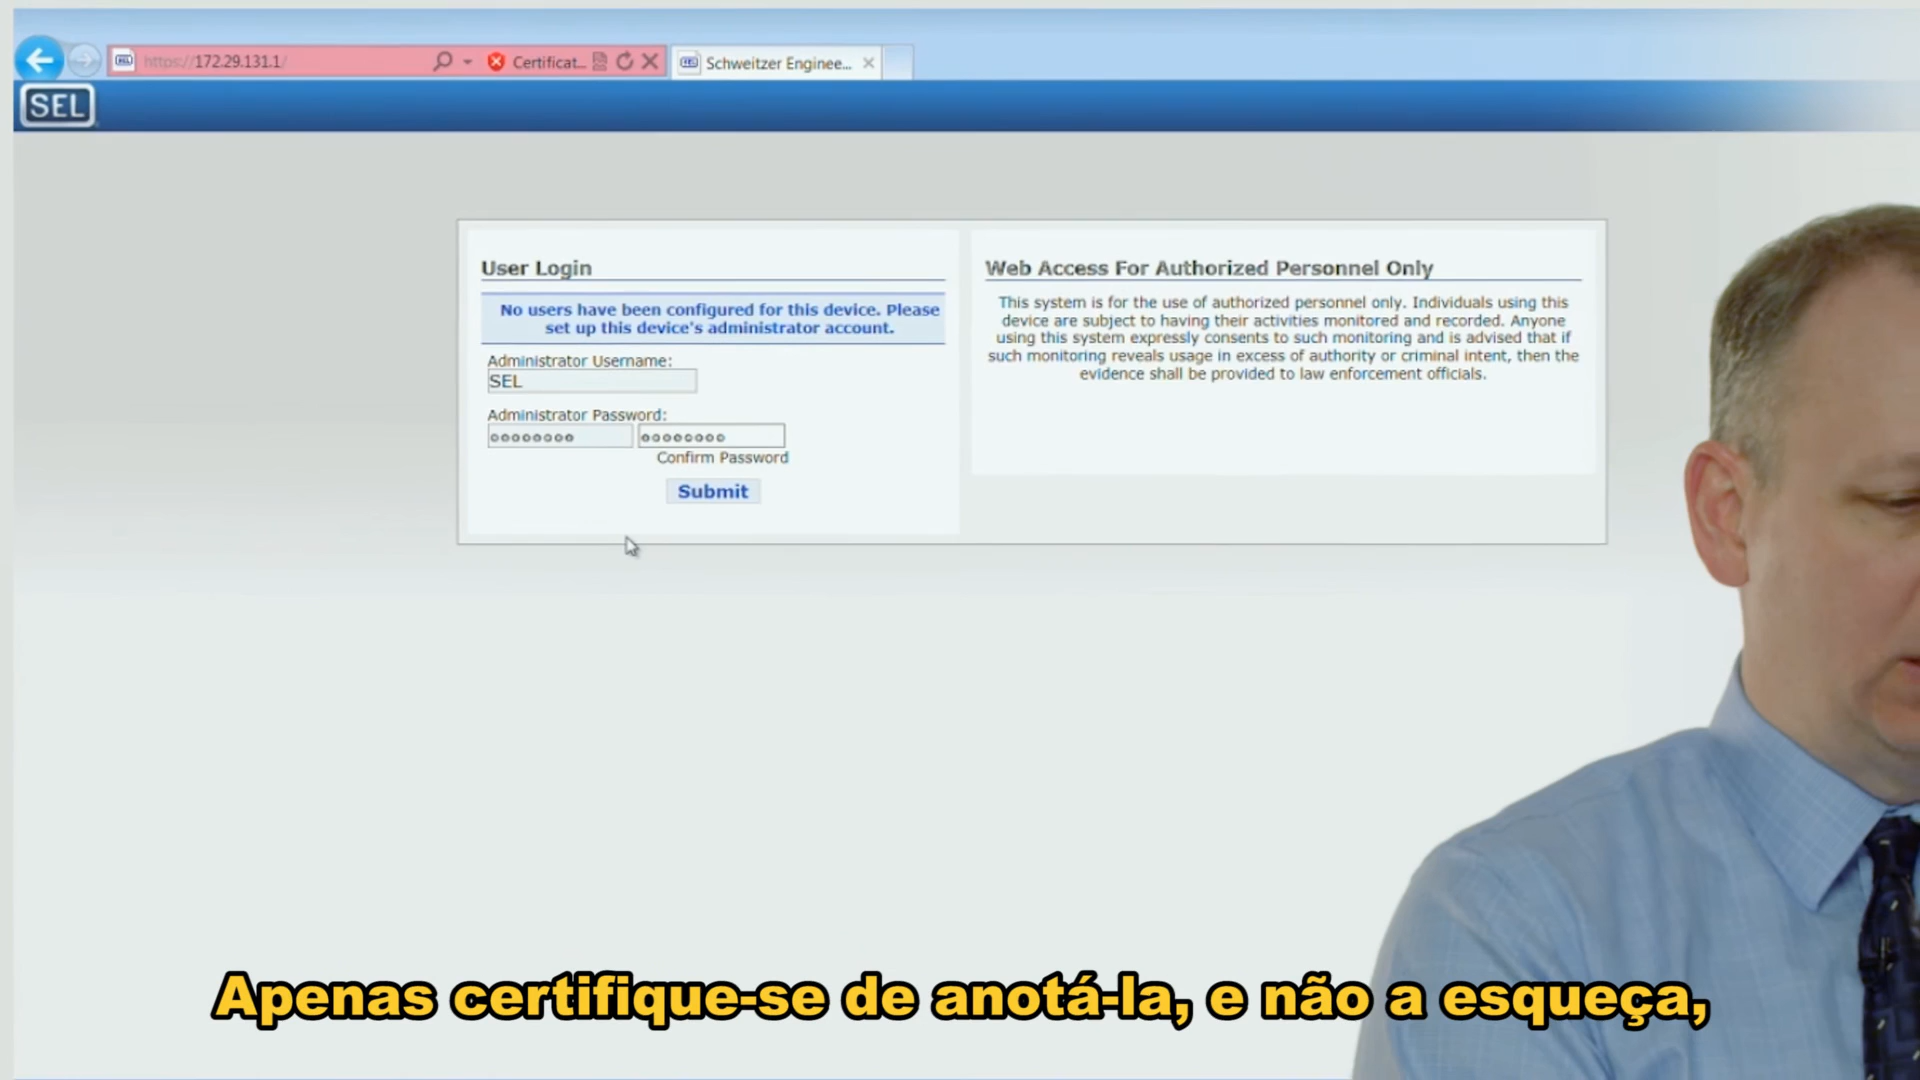 https://172.29.131.1/
Certificat...
Schweitzer Enginee...
SEL
User Login
No users have been configured for this device. Please
set up this device's administrator account.
Administrator Username:
SEL
Administrator Password:
Confirm Password
Submit
Web Access For Authorized Personnel Only
This system is for the use of authorized personnel only. Individuals using this
device are subject to having their activities monitored and recorded. Anyone
using this system expressly consents to such monitoring and is advised that if
such monitoring reveals usage in excess of authority or criminal intent, then the
evidence shall be provided to law enforcement officials.
Apenas certifique-se de anotá-la, e não a esqueça,